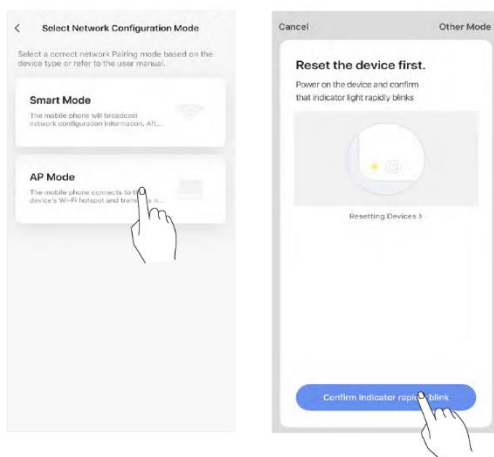 Select Network Configuration Mode
Select a correct network Pairing mode based on the
device type or refer to the user manual.
Smart Mode
The mobile phone will broadcast
network configuration information. Aft...
AP Mode
The mobile phone connects to
device's Wi-Fi hotspot and n...
Cancel Other Mode
Reset the device first.
Power on the device and confirm
that indicator light rapidly blinks
Resetting Devices >
Confirm indicator blink